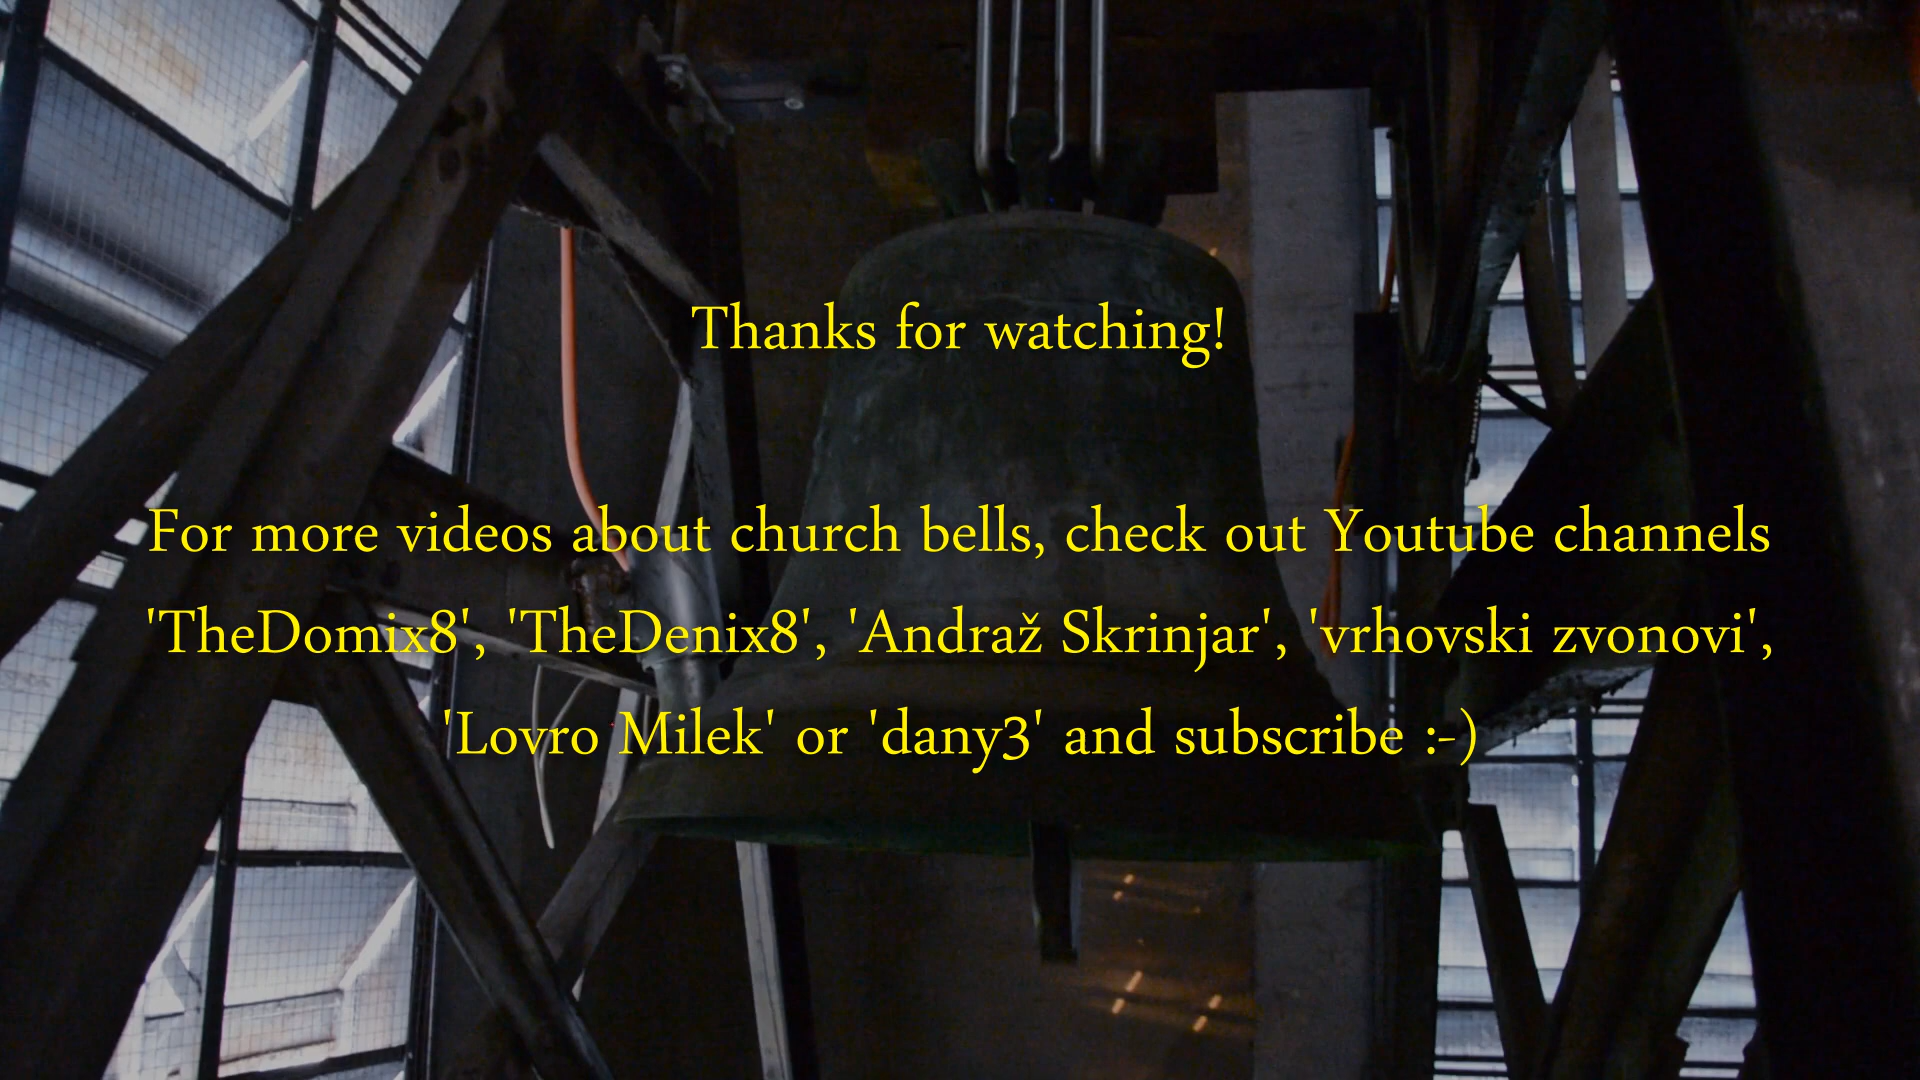 Thanks for watching!
For more videos about church bells, check out Youtube channels
'TheDomix8', 'TheDenix8', 'Andraž Skrinjar', 'vrhovski zvonovi',
'Lovro Milek' or 'dany3' and subscribe :-)